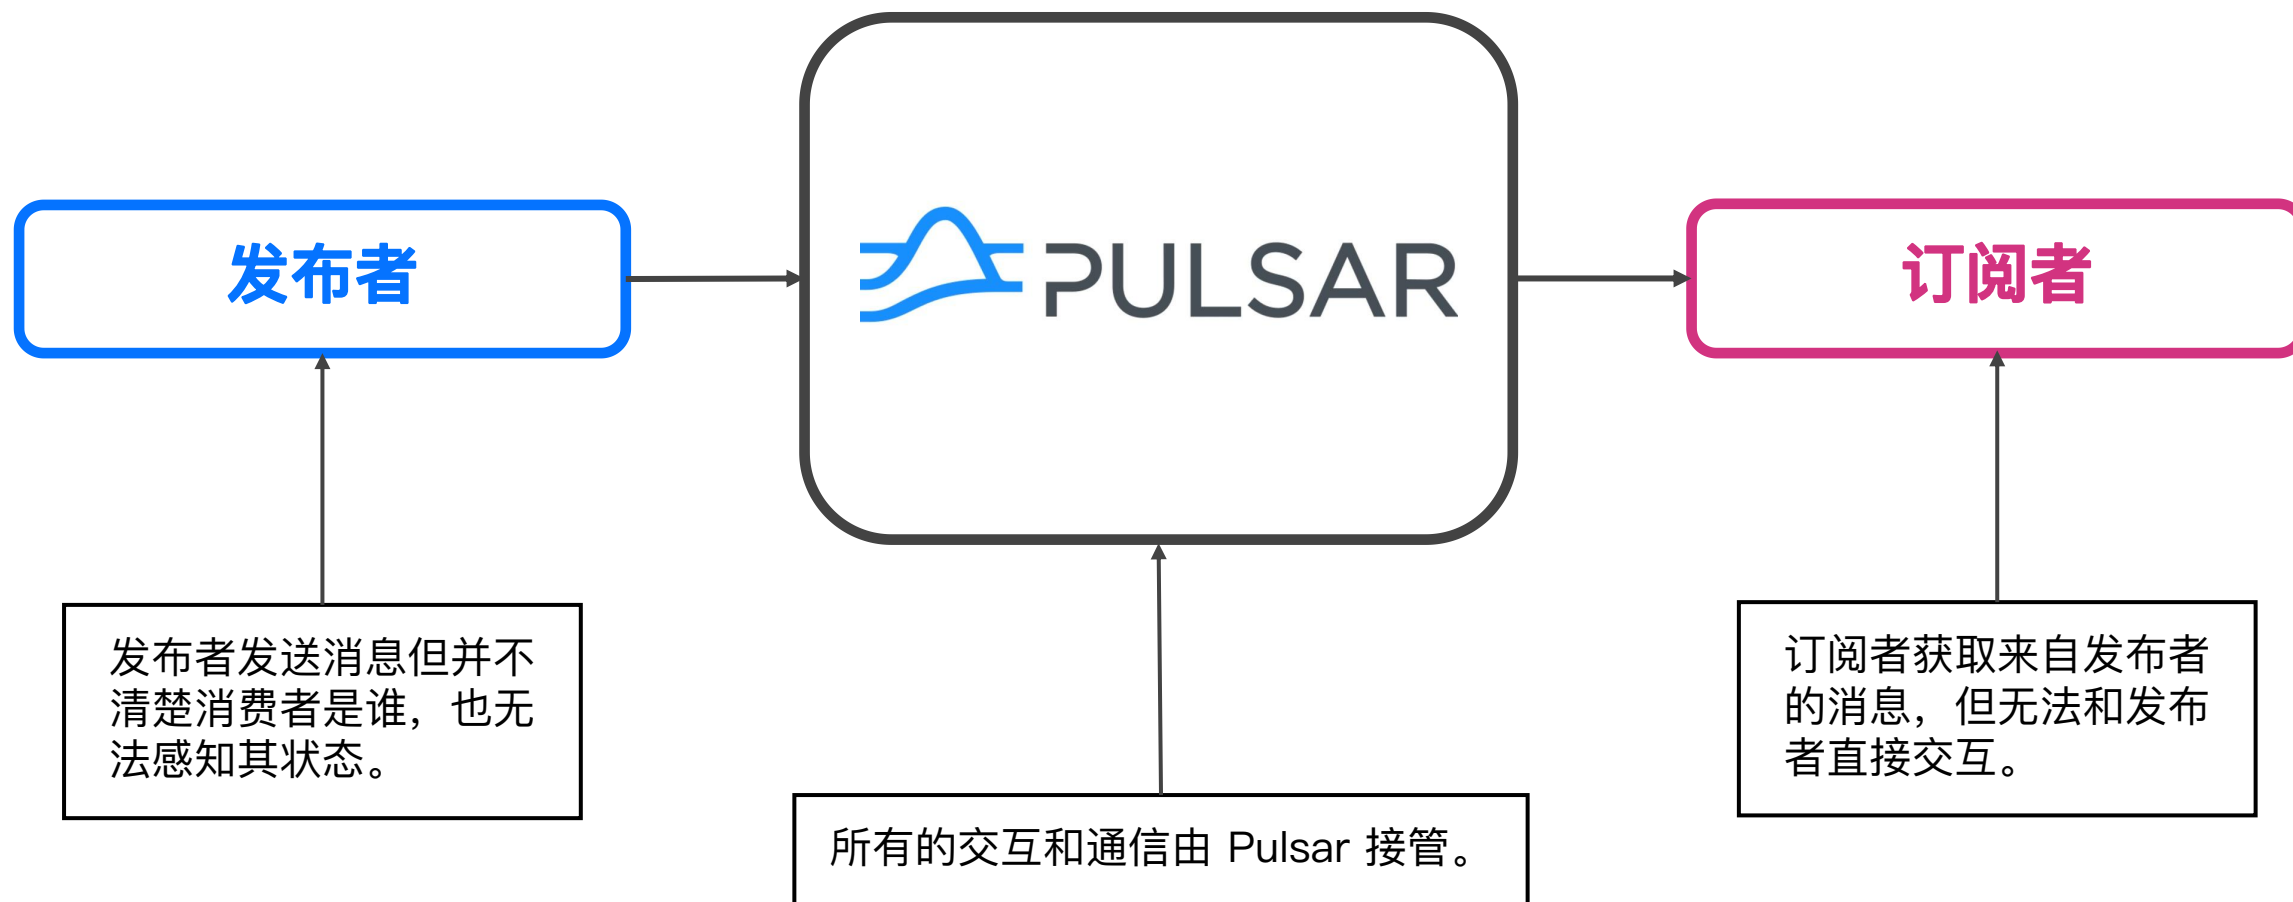 发布者
PULSAR
订阅者
发布者发送消息但并不
清楚消费者是谁，也无
法感知其状态。
所有的交互和通信由 Pulsar 接管。
订阅者获取来自发布者
的消息，但无法和发布
者直接交互。